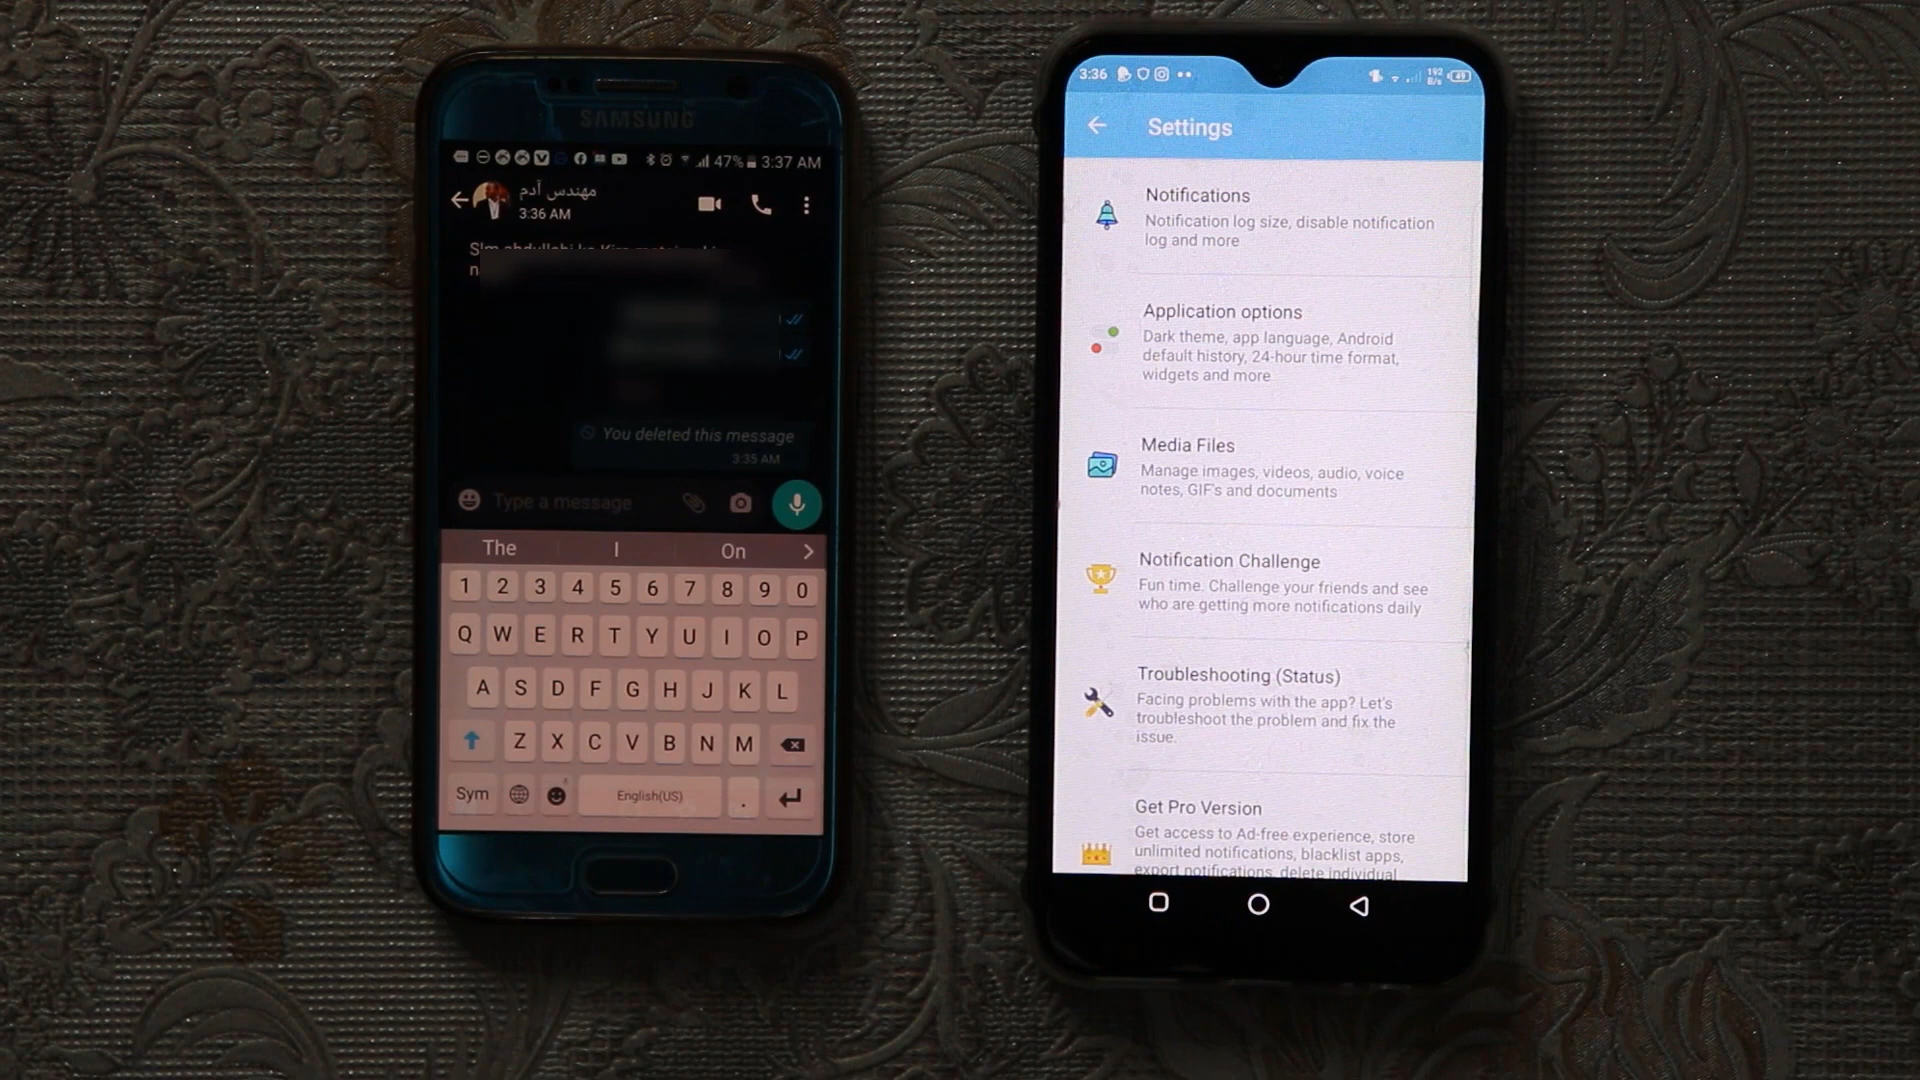 SAMSUNG
47% 3:37 AM
مهندس آدم
3:36 AM
You deleted this message
3:35 AM
Type a message
The I On
1 2 3 4 5 6 7 8 9 0
Q W E R T Y U I O P
A S D F G H J K L
Z X C V B N M
Sym English(US) .
3:36 192 B/s 49
Settings
Notifications
Notification log size, disable notification
log and more
Application options
Dark theme, app language, Android
default history, 24-hour time format,
widgets and more
Media Files
Manage images, videos, audio, voice
notes, GIF's and documents
Notification Challenge
Fun time. Challenge your friends and see
who are getting more notifications daily
Troubleshooting (Status)
Facing problems with the app? Let's
troubleshoot the problem and fix the
issue.
Get Pro Version
Get access to Ad-free experience, store
unlimited notifications, blacklist apps,
export notifications, delete individual